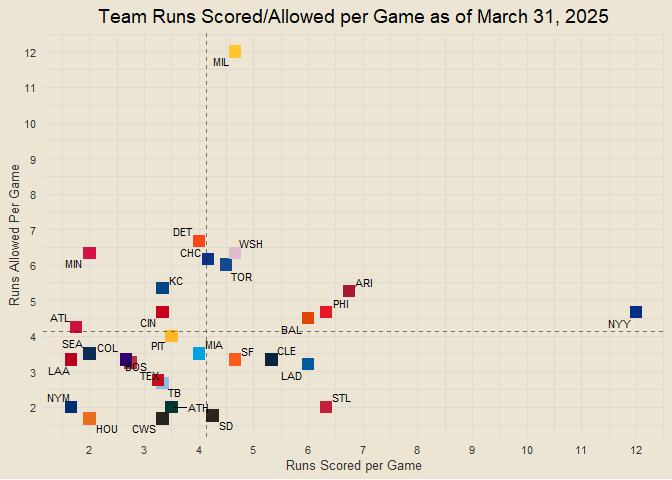 Team Runs Scored/Allowed per Game as of March 31, 2025
Runs Allowed Per Game
12
11
10
9
8
7
6
5
4
3
2
MIL
DET
WSH
CHC
MIN
TOR
KC
ARI
PHI
ATL
CIN
BAL
NYY
SEA
COL
PIT
MIA
SF
CLE
LAA
BOS
TEX
LAD
TB
NYM
ATH
STL
HOU
CWS
SD
2
3
4
5
6
7
8
9
10
11
12
Runs Scored per Game